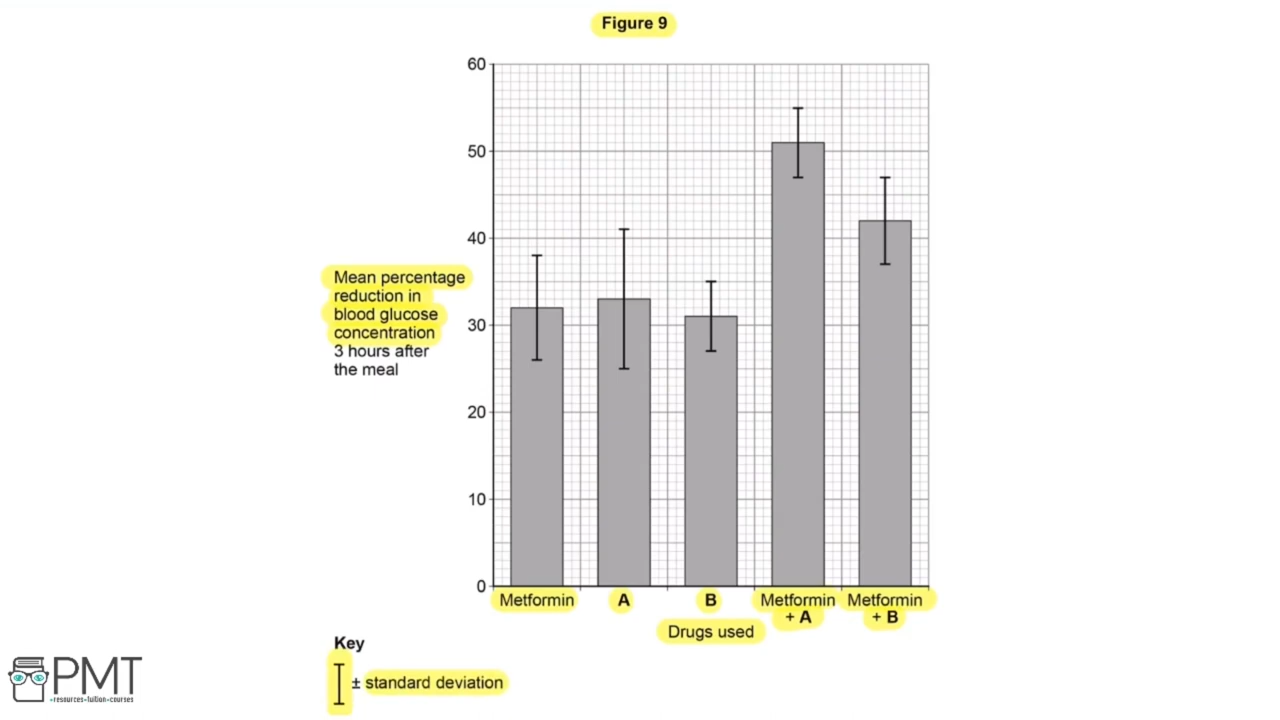 Figure 9
60
50
40
30
20
10
0
Mean percentage
reduction in
blood glucose
concentration
3 hours after
the meal
Metformin
A
B
Metformin
+ A
Metformin
+ B
Drugs used
Key
± standard deviation
PMT
resources•tuition•courses